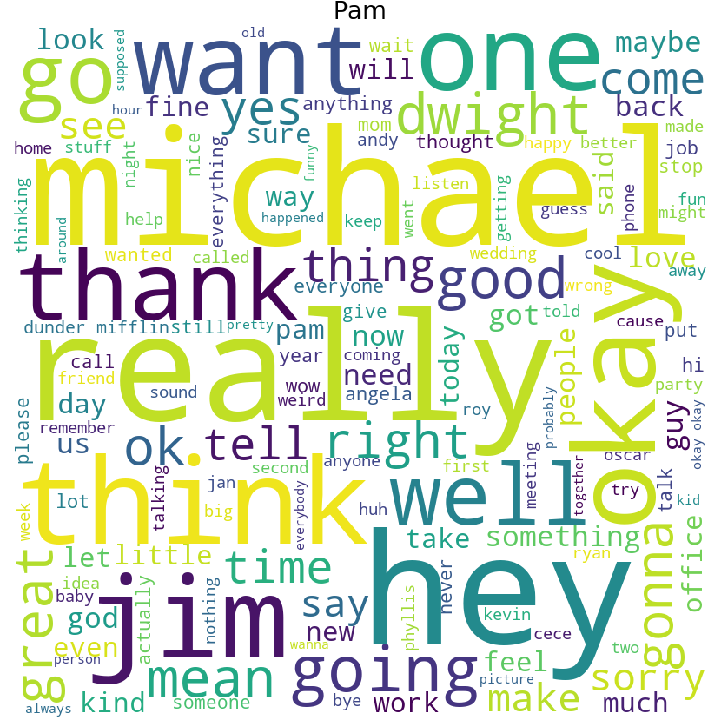 Pam
old
look
supposed
want
wait
one
maybe
go
will
come
hour
fine
yes
anything
dwight
back
see
sure
mom
andy
thought
happy
better
made
home
stuff
night
nice
everything
michael
funny
listen
getting
said
job
stop
thinking
help
way
happened
keep
went
guess
phone
fun
might
around
wanted
called
thank
thing
good
wedding
cool
love
okay
everyone
wrong
away
dunder mifflin
still
pretty
pam
give
now
got
told
cause
put
call
year
coming
need
today
people
hi
friend
wow
really
day
sound
weird
angela
roy
party
please
remember
us
ok
tell
right
probably
guy
oscar
okay okay
second
anyone
first
meeting
together
think
lot
talking
jan
well
try
talk
kid
week
big
everybody
huh
take
something
great
let
little
time
ryan
gonna
office
idea
jim
hey
never
baby
god
actually
nothing
say
new
phyllis
kevin
cece
two
even
wanna
feel
person
mean
going
picture
sorry
always
kind
someone
bye
work
make
much